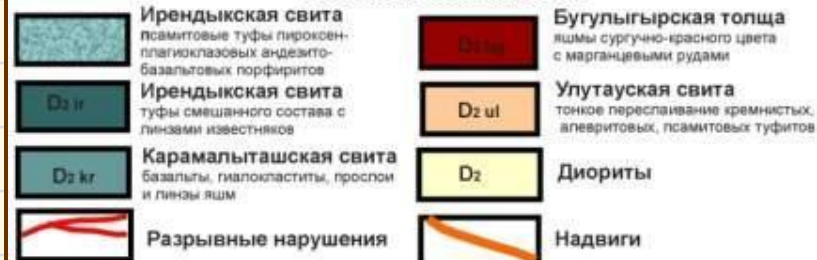 Ирендыкская свита
псамитовые туфы пироксен-
плагиоклазовых андезито-
базальтовых порфиритов
D2 ir
Ирендыкская свита
туфы смешанного состава с
линзами известняков
D2 kr
Карамалыташская свита
базальты, гиалокластиты, прослои
и линзы яшм
Разрывные нарушения
Бугулыгырская толща
яшмы сургучно-красного цвета
с марганцевыми рудами
D2 ul
Улутауская свита
тонкое переслаивание кремнистых,
алевритовых, псамитовых туфитов
D2
Диориты
Надвиги